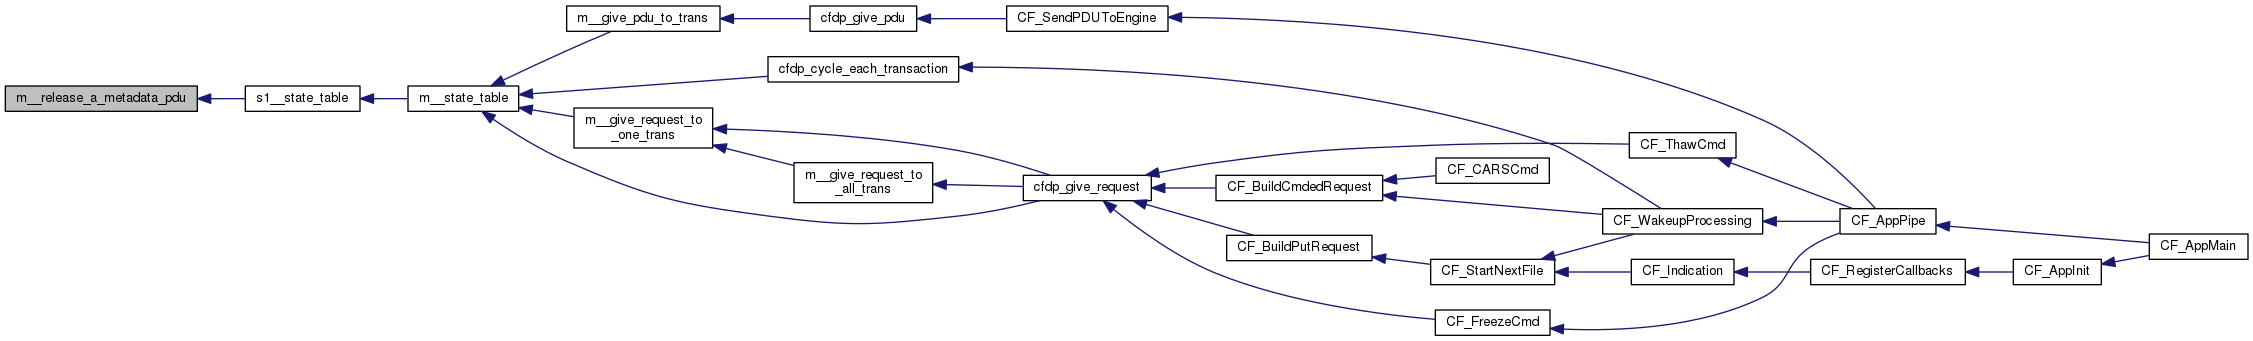 m__give_pdu_to_trans
cfdp_give_pdu
CF_SendPDUToEngine
cfdp_cycle_each_transaction
m__release_a_metadata_pdu
s1__state_table
m__state_table
m__give_request_to
_one_trans
CF_ThawCmd
CF_CARSCmd
m__give_request_to
_all_trans
cfdp_give_request
CF_BuildCmdedRequest
CF_WakeupProcessing
CF_AppPipe
CF_BuildPutRequest
CF_AppMain
CF_StartNextFile
CF_Indication
CF_RegisterCallbacks
CF_AppInit
CF_FreezeCmd